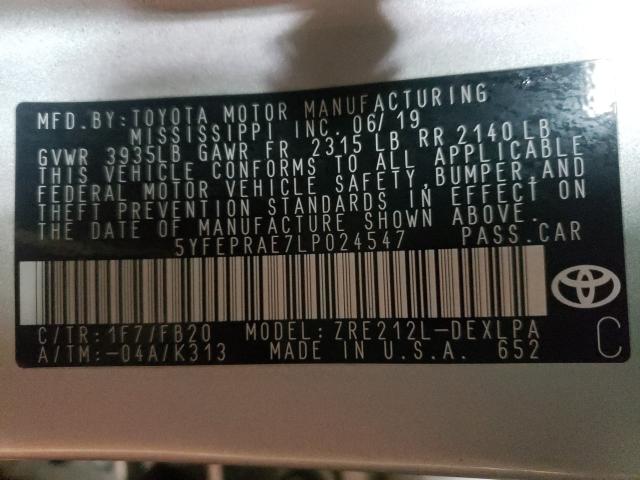 MFD.BY:TOYOTA MOTOR MANUFACTURING
MISSISSIPPI INC. 06/19
GVWR 3935LB GAWR FR 2315 LB RR 2140 LB
THIS VEHICLE CONFORMS TO ALL APPLICABLE
FEDERAL MOTOR VEHICLE SAFETY,BUMPER,AND
THEFT PREVENTION STANDARDS IN EFFECT ON
THE DATE OF MANUFACTURE SHOWN ABOVE.
5YFEPRAE7LP024547 PASS.CAR
C/TR:1F7/FB20 MODEL:ZRE212L-DEXLPA
A/TM:-04A/K313 MADE IN U.S.A. 652
C